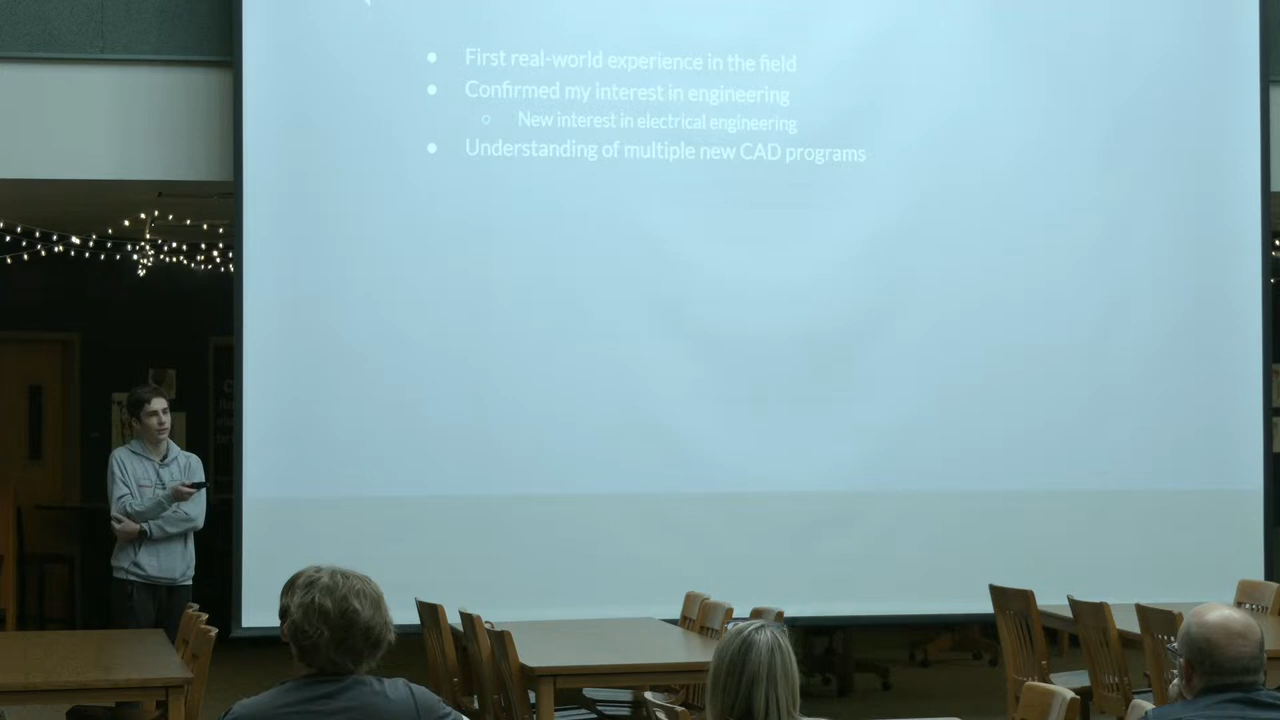 First real-world experience in the field
Confirmed my interest in engineering
New interest in electrical engineering
Understanding of multiple new CAD programs